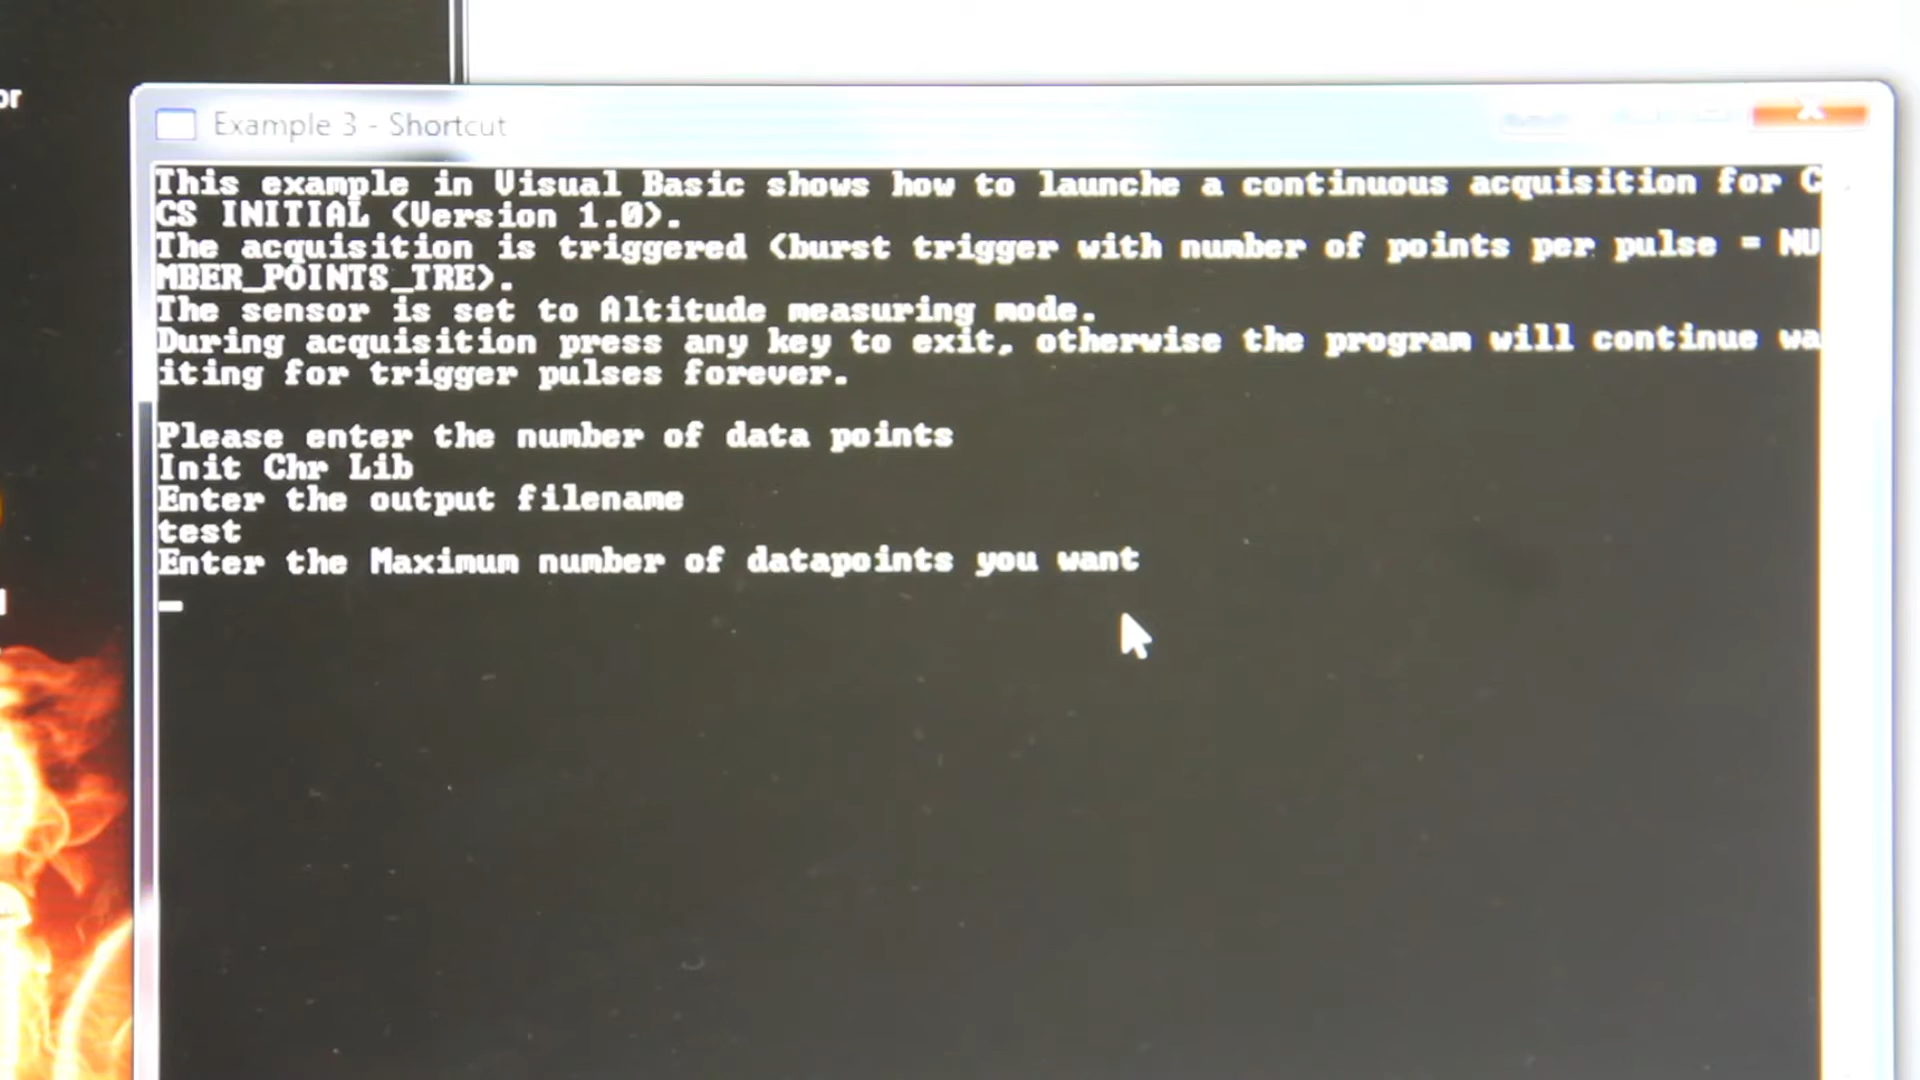 or
Example 3 - Shortcut
This example in Visual Basic shows how to launche a continuous acquisition for C
CS INITIAL (Version 1.0).
The acquisition is triggered (burst trigger with number of points per pulse = NU
MBER_POINTS_TRE).
The sensor is set to Altitude measuring mode.
During acquisition press any key to exit, otherwise the program will continue wa
iting for trigger pulses forever.
Please enter the number of data points
Init Chr Lib
Enter the output filename
test
Enter the Maximum number of datapoints you want